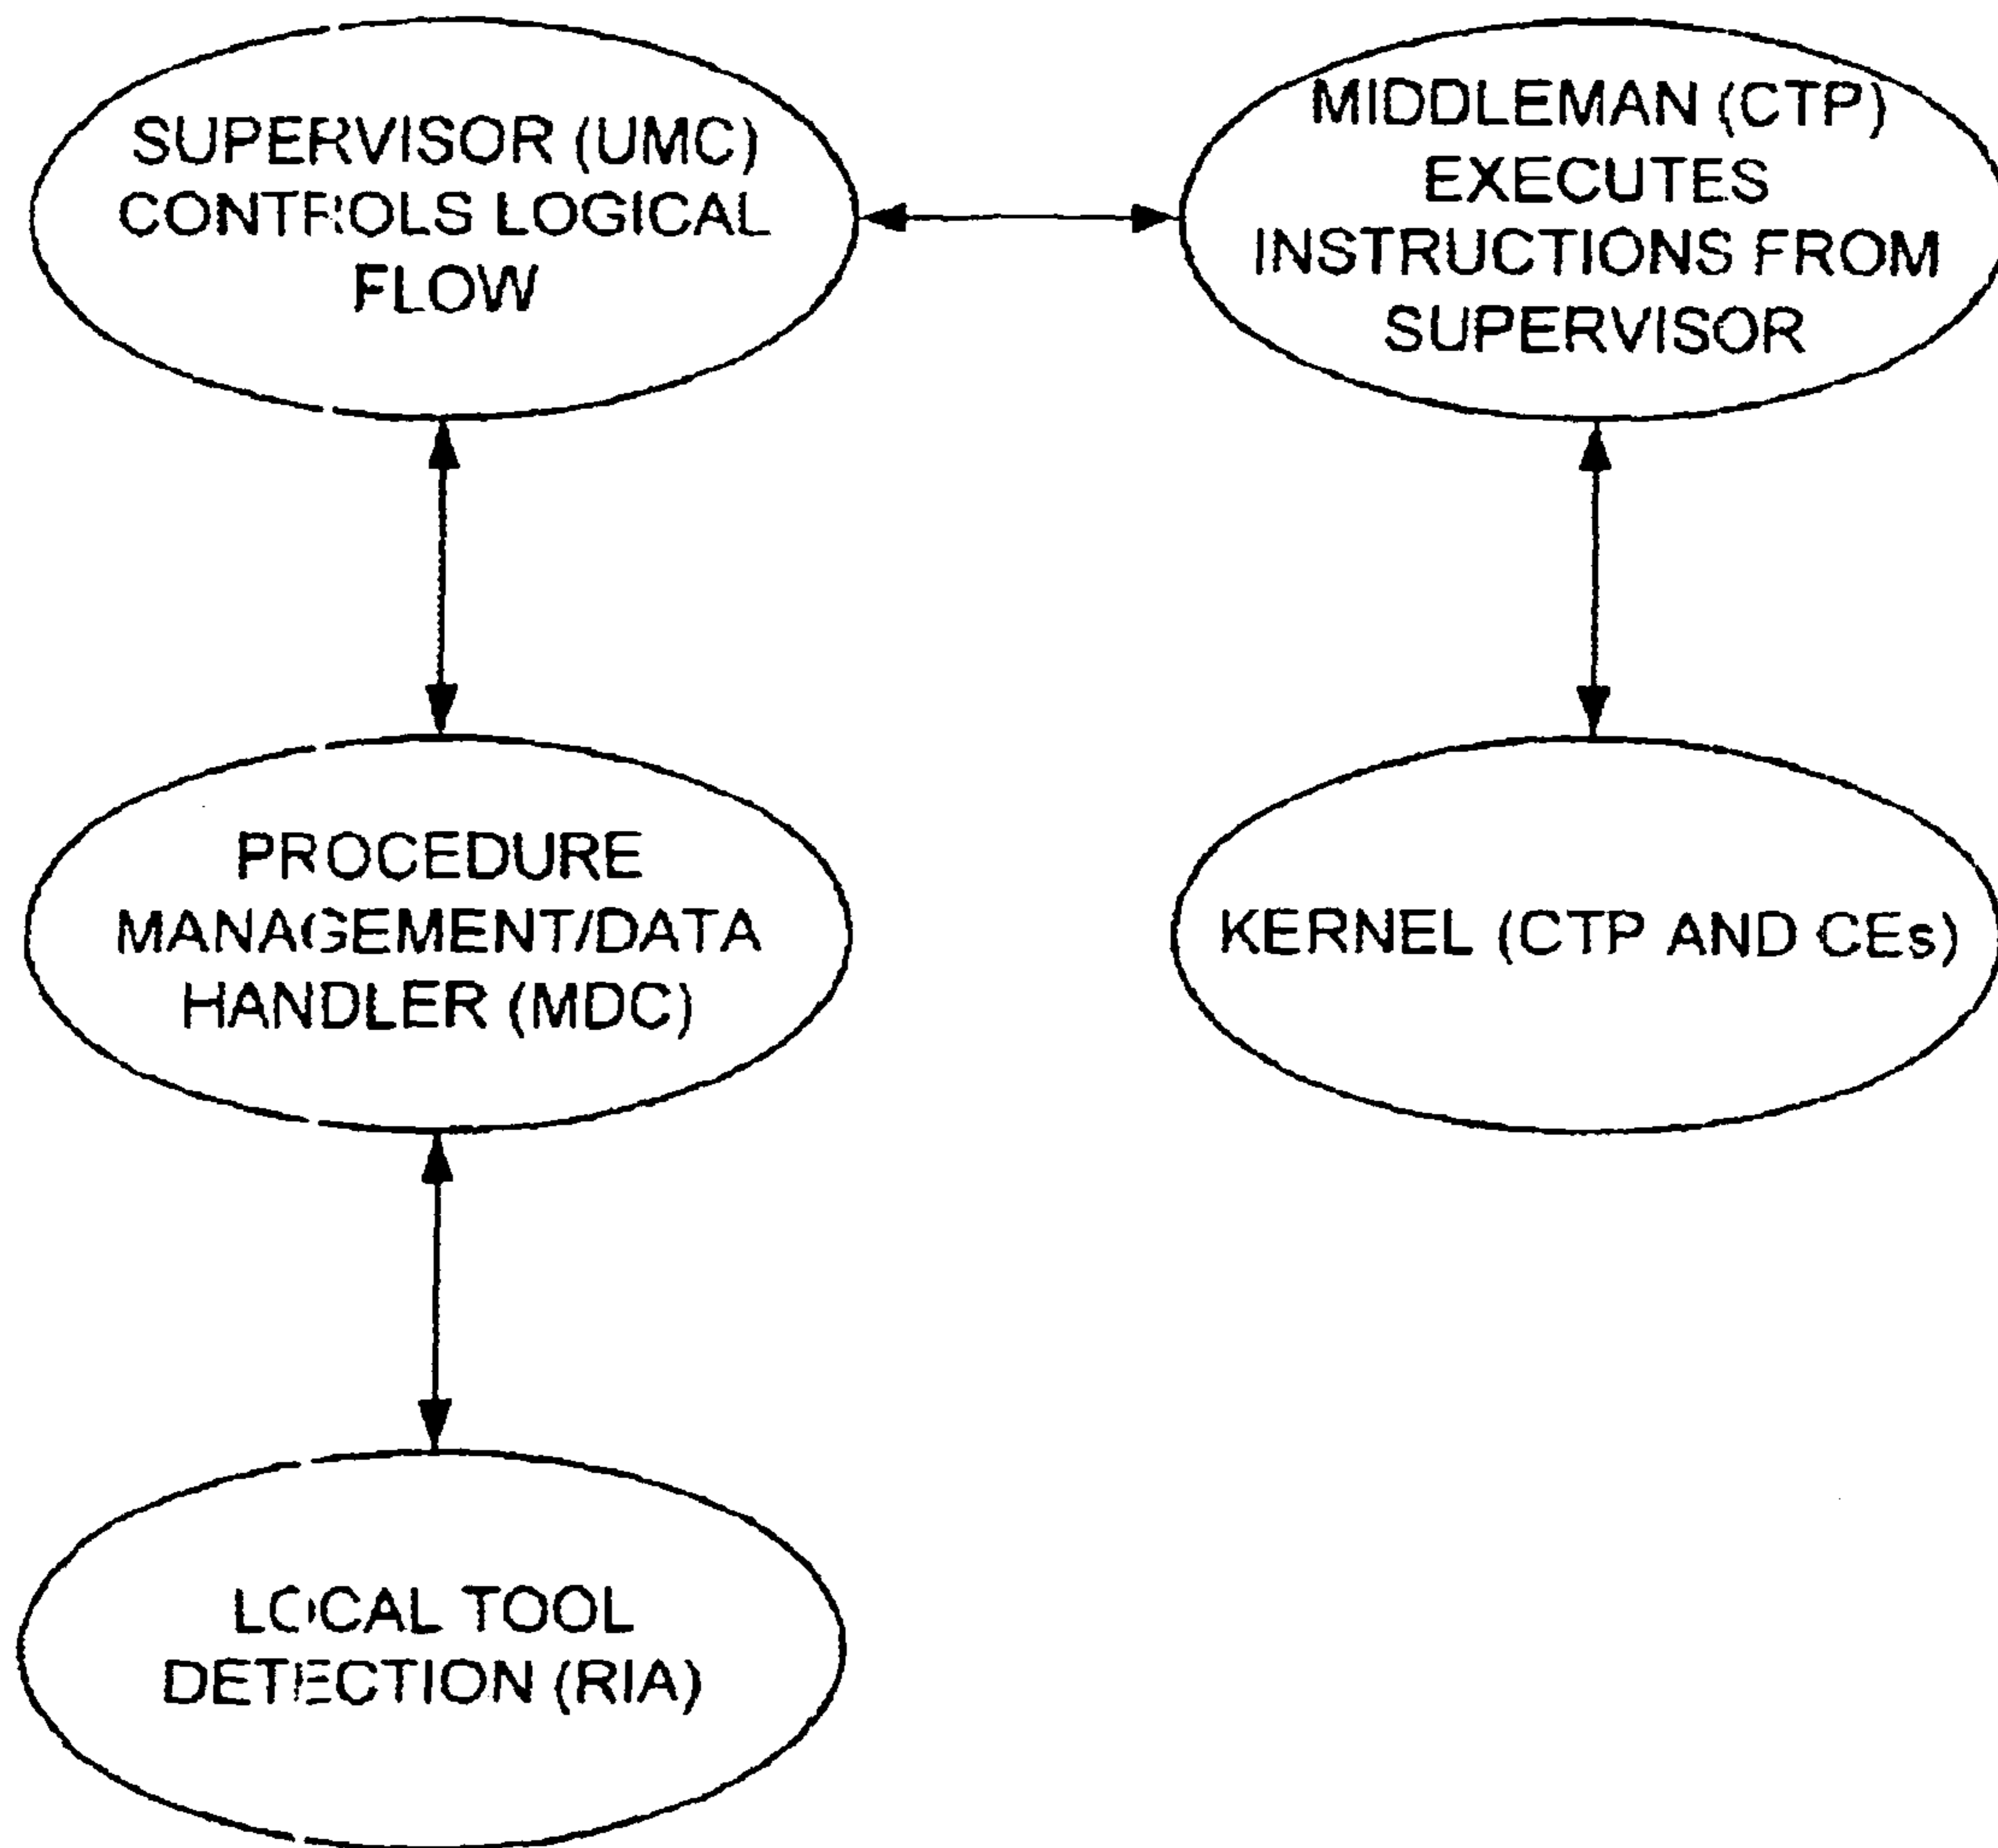 SUPERVISOR (UMC)
CONTROLS LOGICAL
FLOW
MIDDLEMAN (CTP)
EXECUTES
INSTRUCTIONS FROM
SUPERVISOR
PROCEDURE
MANAGEMENT/DATA
HANDLER (MDC)
KERNEL (CTP AND CEs)
LOCAL TOOL
DETECTION (RIA)